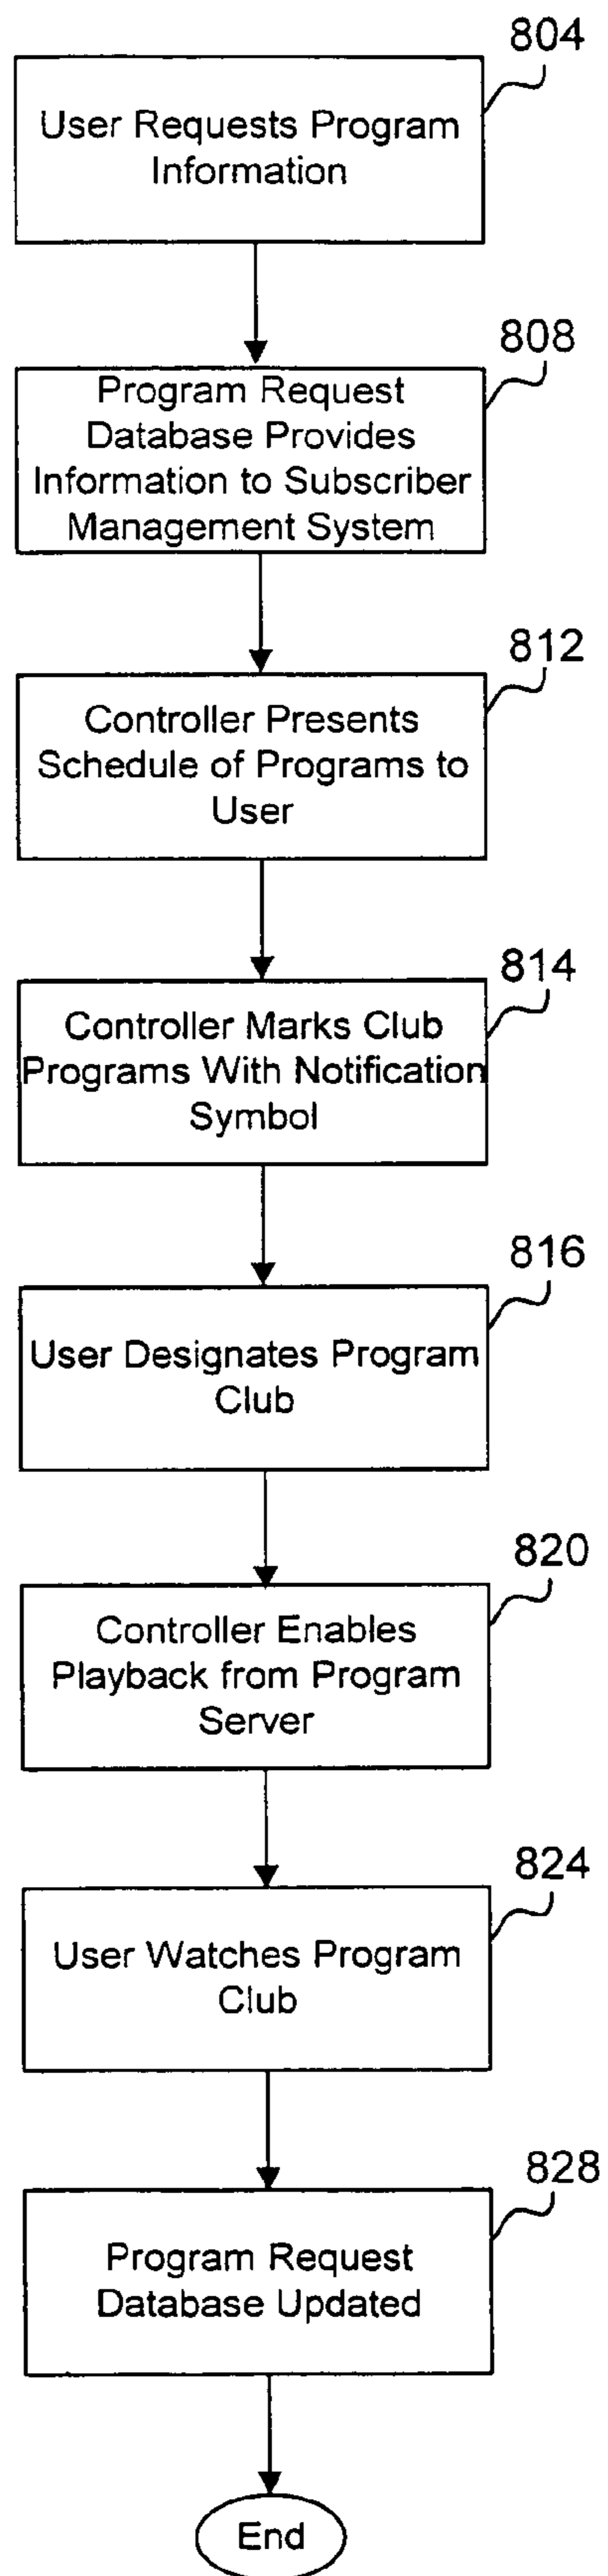 804
User Requests Program
Information
808
Program Request
Database Provides
Information to Subscriber
Management System
812
Controller Presents
Schedule of Programs to
User
814
Controller Marks Club
Programs With Notification
Symbol
816
User Designates Program
Club
820
Controller Enables
Playback from Program
Server
824
User Watches Program
Club
828
Program Request
Database Updated
End